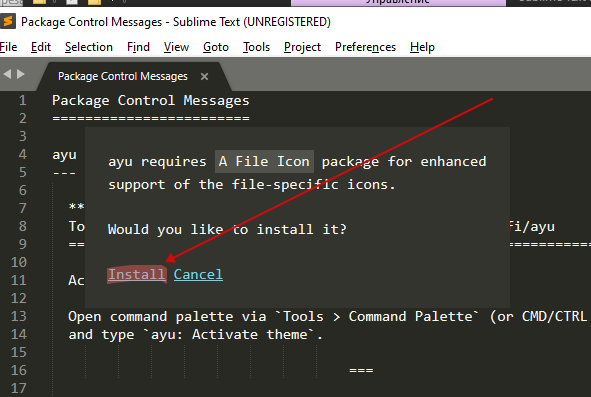 Управление
Package Control Messages - Sublime Text (UNREGISTERED)
File Edit Selection Find View Goto Tools Project Preferences Help
Package Control Messages ×
1 Package Control Messages
2 ========================
3
4 ayu
5 ---
6
7 **
8 To fi/ayu
9 ==
10
11 Ac
12
13 Open command palette via `Tools > Command Palette` (or CMD/CTRL
14 and type `ayu: Activate theme`.
15
16 ===
17
ayu requires A File Icon package for enhanced
support of the file-specific icons.
Would you like to install it?
Install Cancel